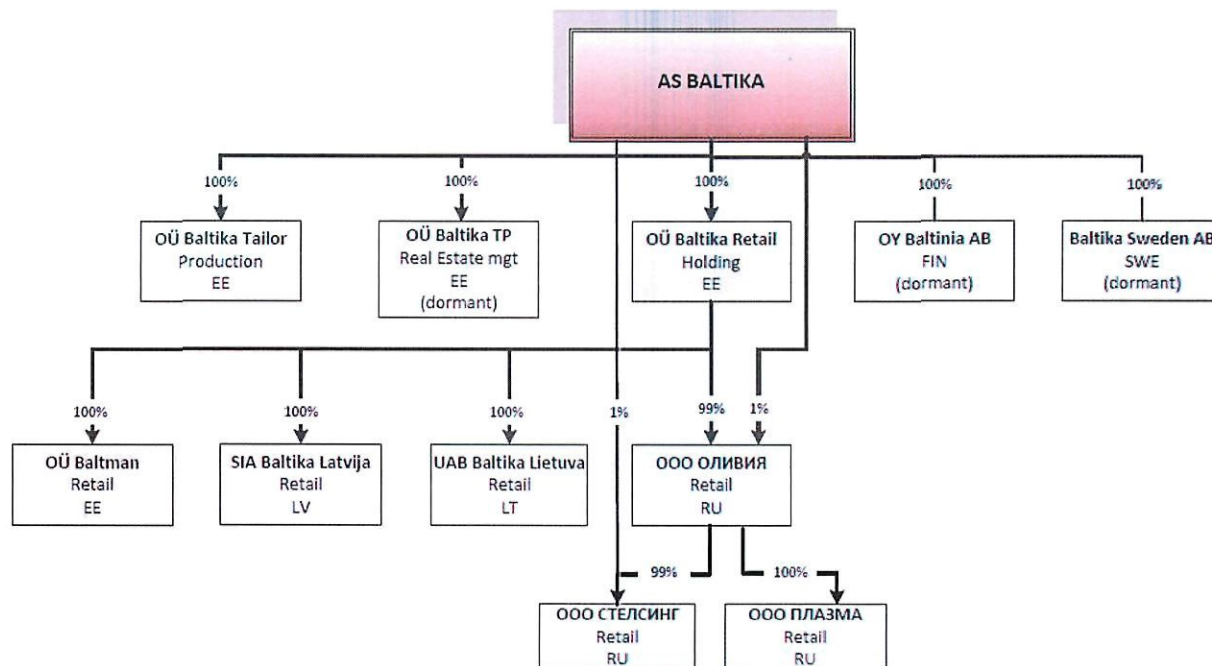 AS BALTIKA
100%
100%
100%
100%
100%
OÜ Baltika Tailor
Production
EE
OÜ Baltika TP
Real Estate mgt
EE
(dormant)
OÜ Baltika Retail
Holding
EE
OY Baltinia AB
FIN
(dormant)
Baltika Sweden AB
SWE
(dormant)
100%
100%
100%
1%
99%
1%
OÜ Baltman
Retail
EE
SIA Baltika Latvija
Retail
LV
UAB Baltika Lietuva
Retail
LT
ООО ОЛИВИЯ
Retail
RU
99%
100%
ООО СТЕЛСИНГ
Retail
RU
ООО ПЛАЗМА
Retail
RU